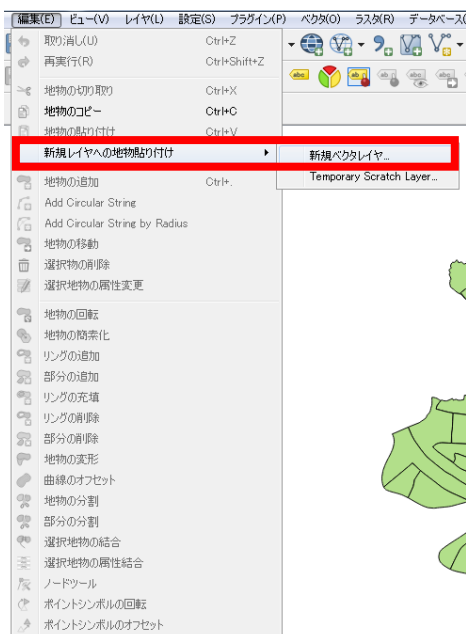 編集(E) ビュー(V) レイヤ(L) 設定(S) プラグイン(P) ベクタ(O) ラスタ(R) データベース(
取り消し(U) Ctrl+Z
再実行(R) Ctrl+Shift+Z
地物の切り取り Ctrl+X
地物のコピー Ctrl+C
地物の貼り付け Ctrl+V
新規レイヤへの地物貼り付け
新規ベクタレイヤ...
Temporary Scratch Layer...
地物の追加 Ctrl+.
Add Circular String
Add Circular String by Radius
地物の移動
選択物の削除
選択地物の属性変更
地物の回転
地物の簡素化
リングの追加
部分の追加
リングの充填
リングの削除
部分の削除
地物の変形
曲線のオフセット
地物の分割
部分の分割
選択地物の結合
選択地物の属性結合
ノードツール
ポイントシンボルの回転
ポイントシンボルのオフセット